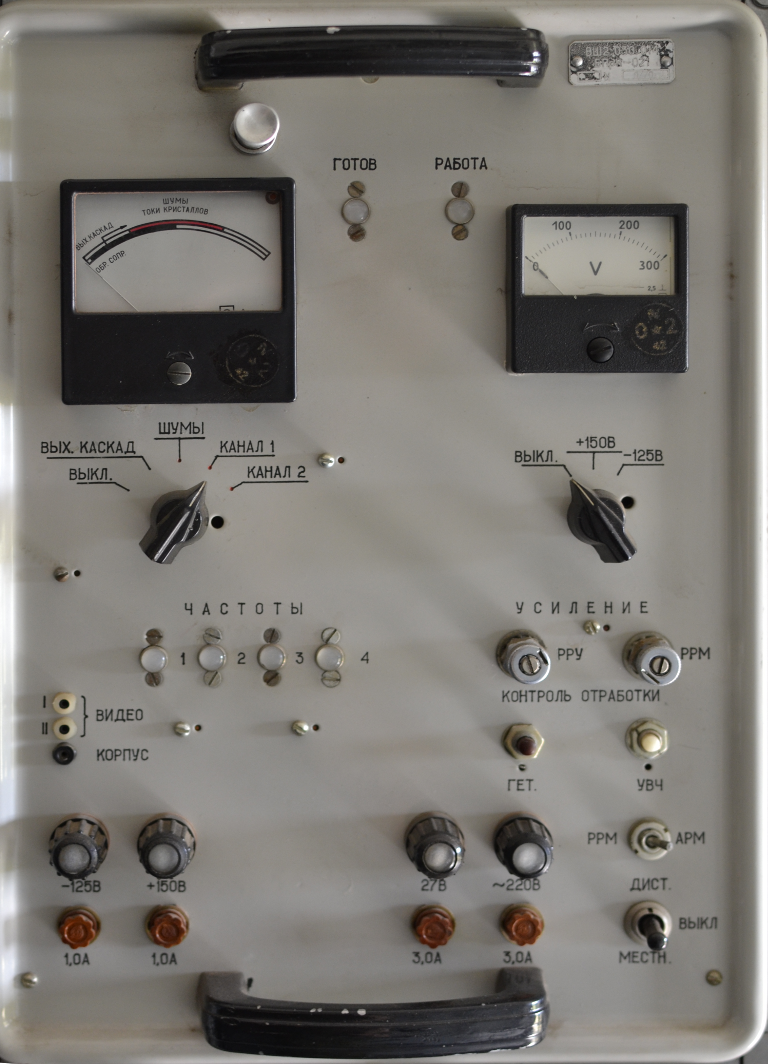 ГОТОВ РАБОТА
ШУМЫ
ТОКИ КРИСТАЛЛОВ
ВЫХ.КАСКАД
ОБР. СОПР.
100 200
0 300
V
2,5
ШУМЫ
ВЫХ. КАСКАД КАНАЛ 1
ВЫКЛ. КАНАЛ 2
+150В
ВЫКЛ. -125В
ЧАСТОТЫ
1 2 3 4
УСИЛЕНИЕ
РРУ РРМ
КОНТРОЛЬ ОТРАБОТКИ
I
II
ВИДЕО
КОРПУС
ГЕТ. УВЧ
РРМ АРМ
-125В +150В 27В ~220В
ДИСТ.
ВЫКЛ
1,0А 1,0А 3,0А 3,0А
МЕСТН.